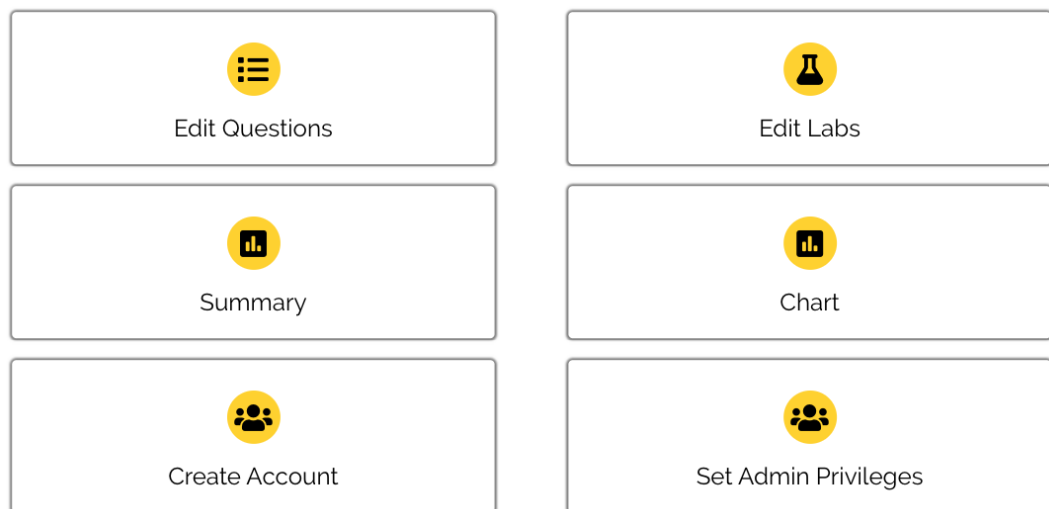 Edit Questions
Edit Labs
Summary
Chart
Create Account
Set Admin Privileges